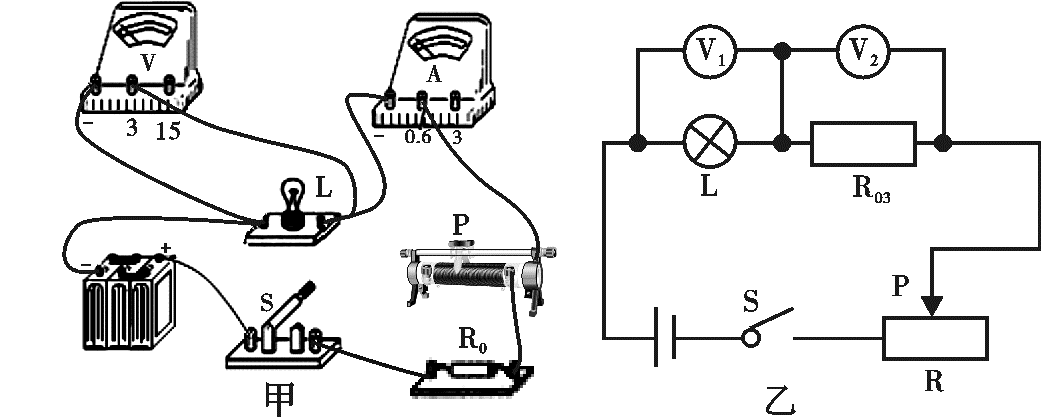 V
- 3 15
A
- 0.6 3
L
P
- +
S
R₀
甲
V₁ V₂
L R₀₃
S P
R
乙